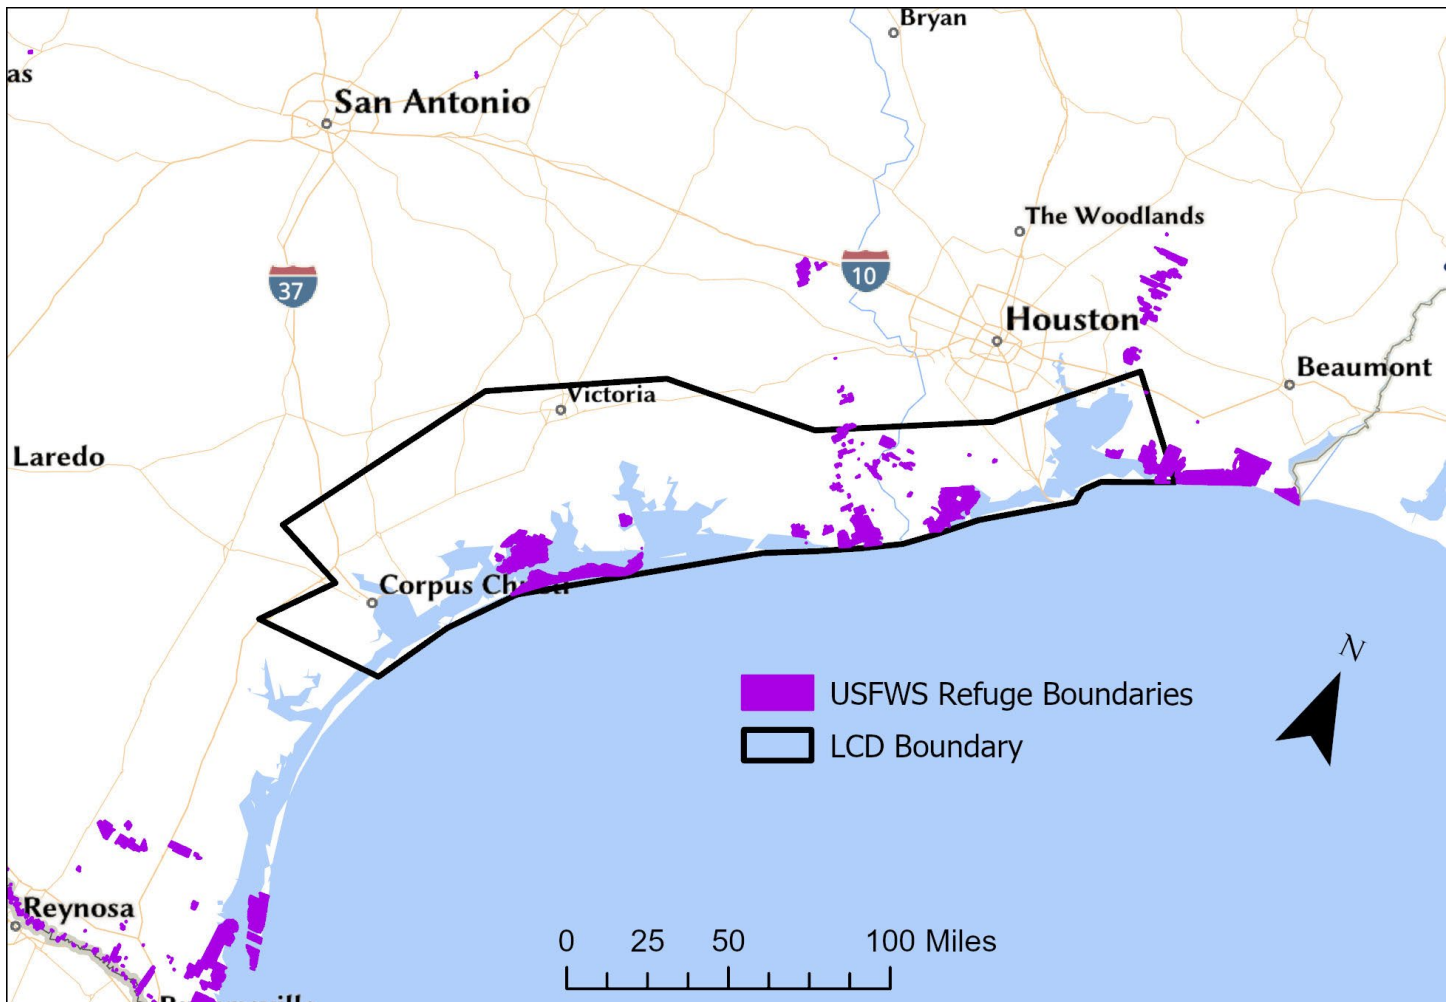 Bryan
as
San Antonio
The Woodlands
10
37
Houston
Beaumont
Victoria
Laredo
Corpus Christi
N
USFWS Refuge Boundaries
LCD Boundary
Reynosa
0 25 50 100 Miles